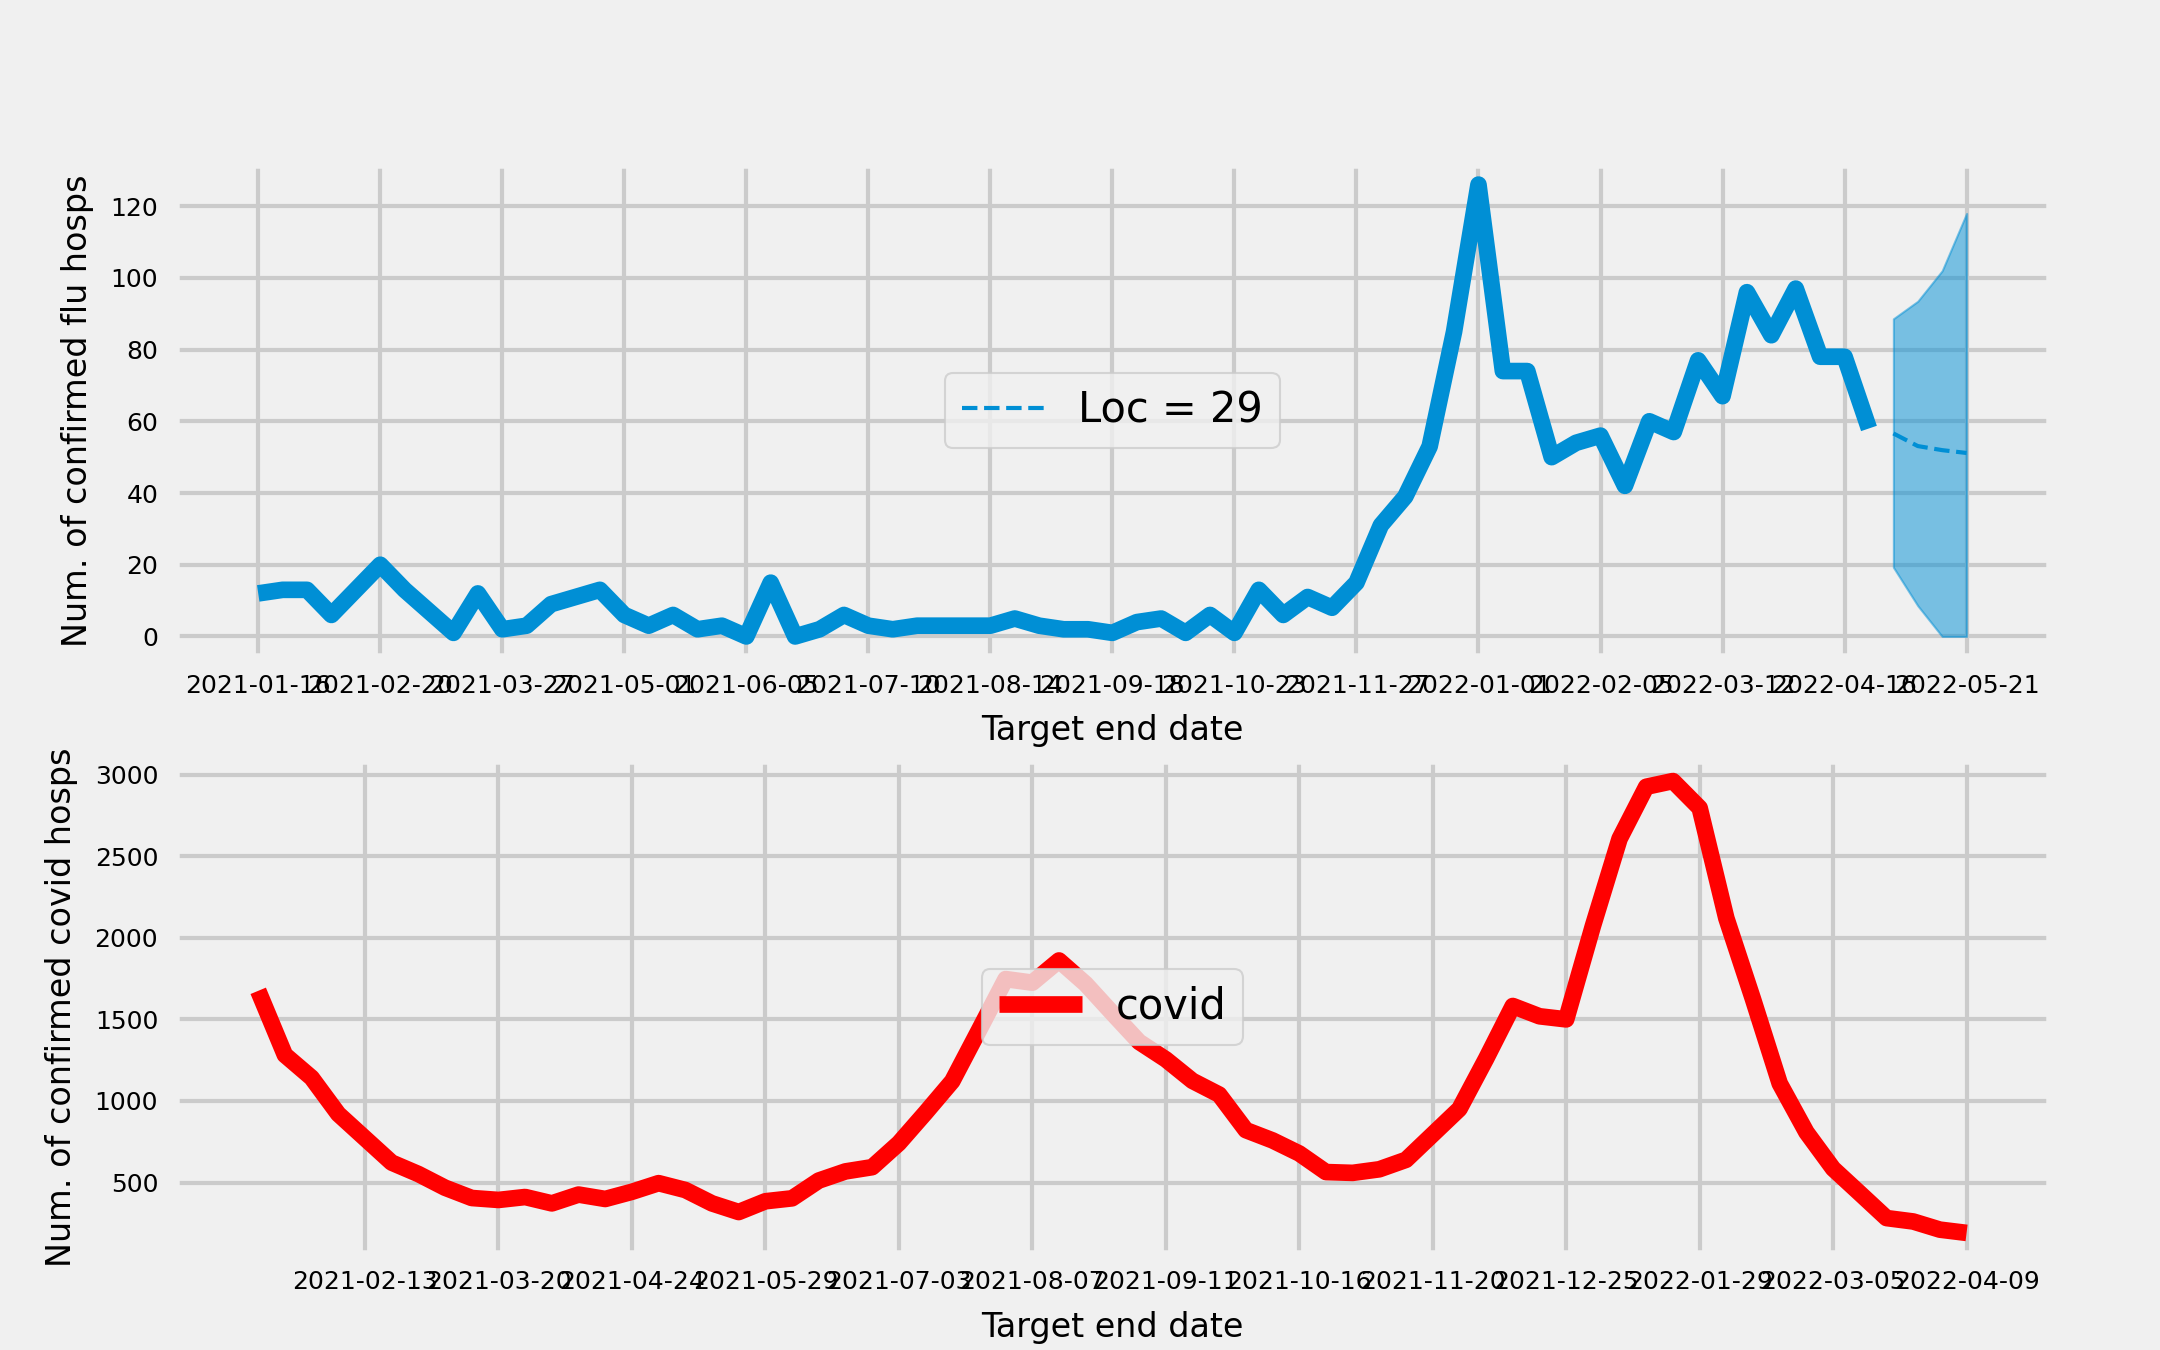 Num. of confirmed flu hosps
120
100
80
60
40
20
0
Loc = 29
2021-01-16 2021-02-20 2021-03-27 2021-05-01 2021-06-05 2021-07-10 2021-08-14 2021-09-18 2021-10-23 2021-11-27 2022-01-01 2022-02-05 2022-03-12 2022-04-16 2022-05-21
Target end date
Num. of confirmed covid hosps
3000
2500
2000
1500
1000
500
covid
2021-02-13 2021-03-20 2021-04-24 2021-05-29 2021-07-03 2021-08-07 2021-09-11 2021-10-16 2021-11-20 2021-12-25 2022-01-29 2022-03-05 2022-04-09
Target end date